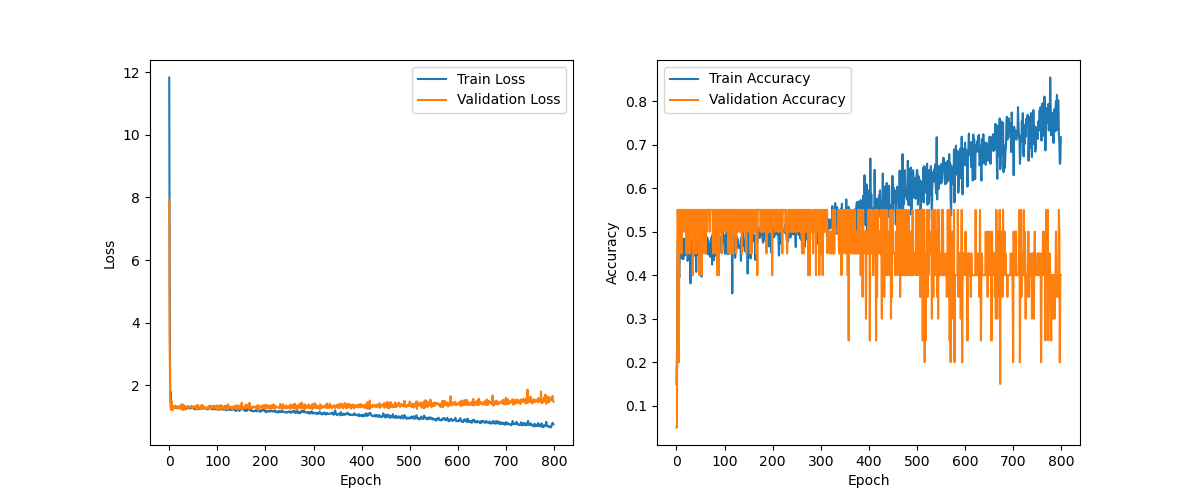 Train Loss
Validation Loss
12
10
8
6
4
2
0 100 200 300 400 500 600 700 800
Epoch
Loss
Train Accuracy
Validation Accuracy
0.8
0.7
0.6
0.5
0.4
0.3
0.2
0.1
0 100 200 300 400 500 600 700 800
Epoch
Accuracy